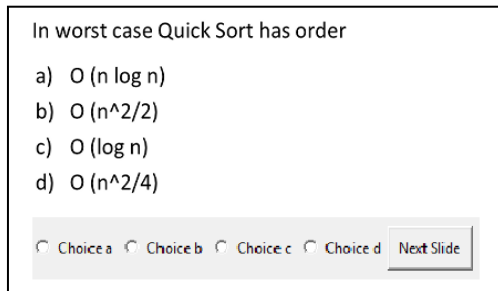 In worst case Quick Sort has order
a) O (n log n)
b) O (n^2/2)
c) O (log n)
d) O (n^2/4)
Choice a Choice b Choice c Choice d Next Slide